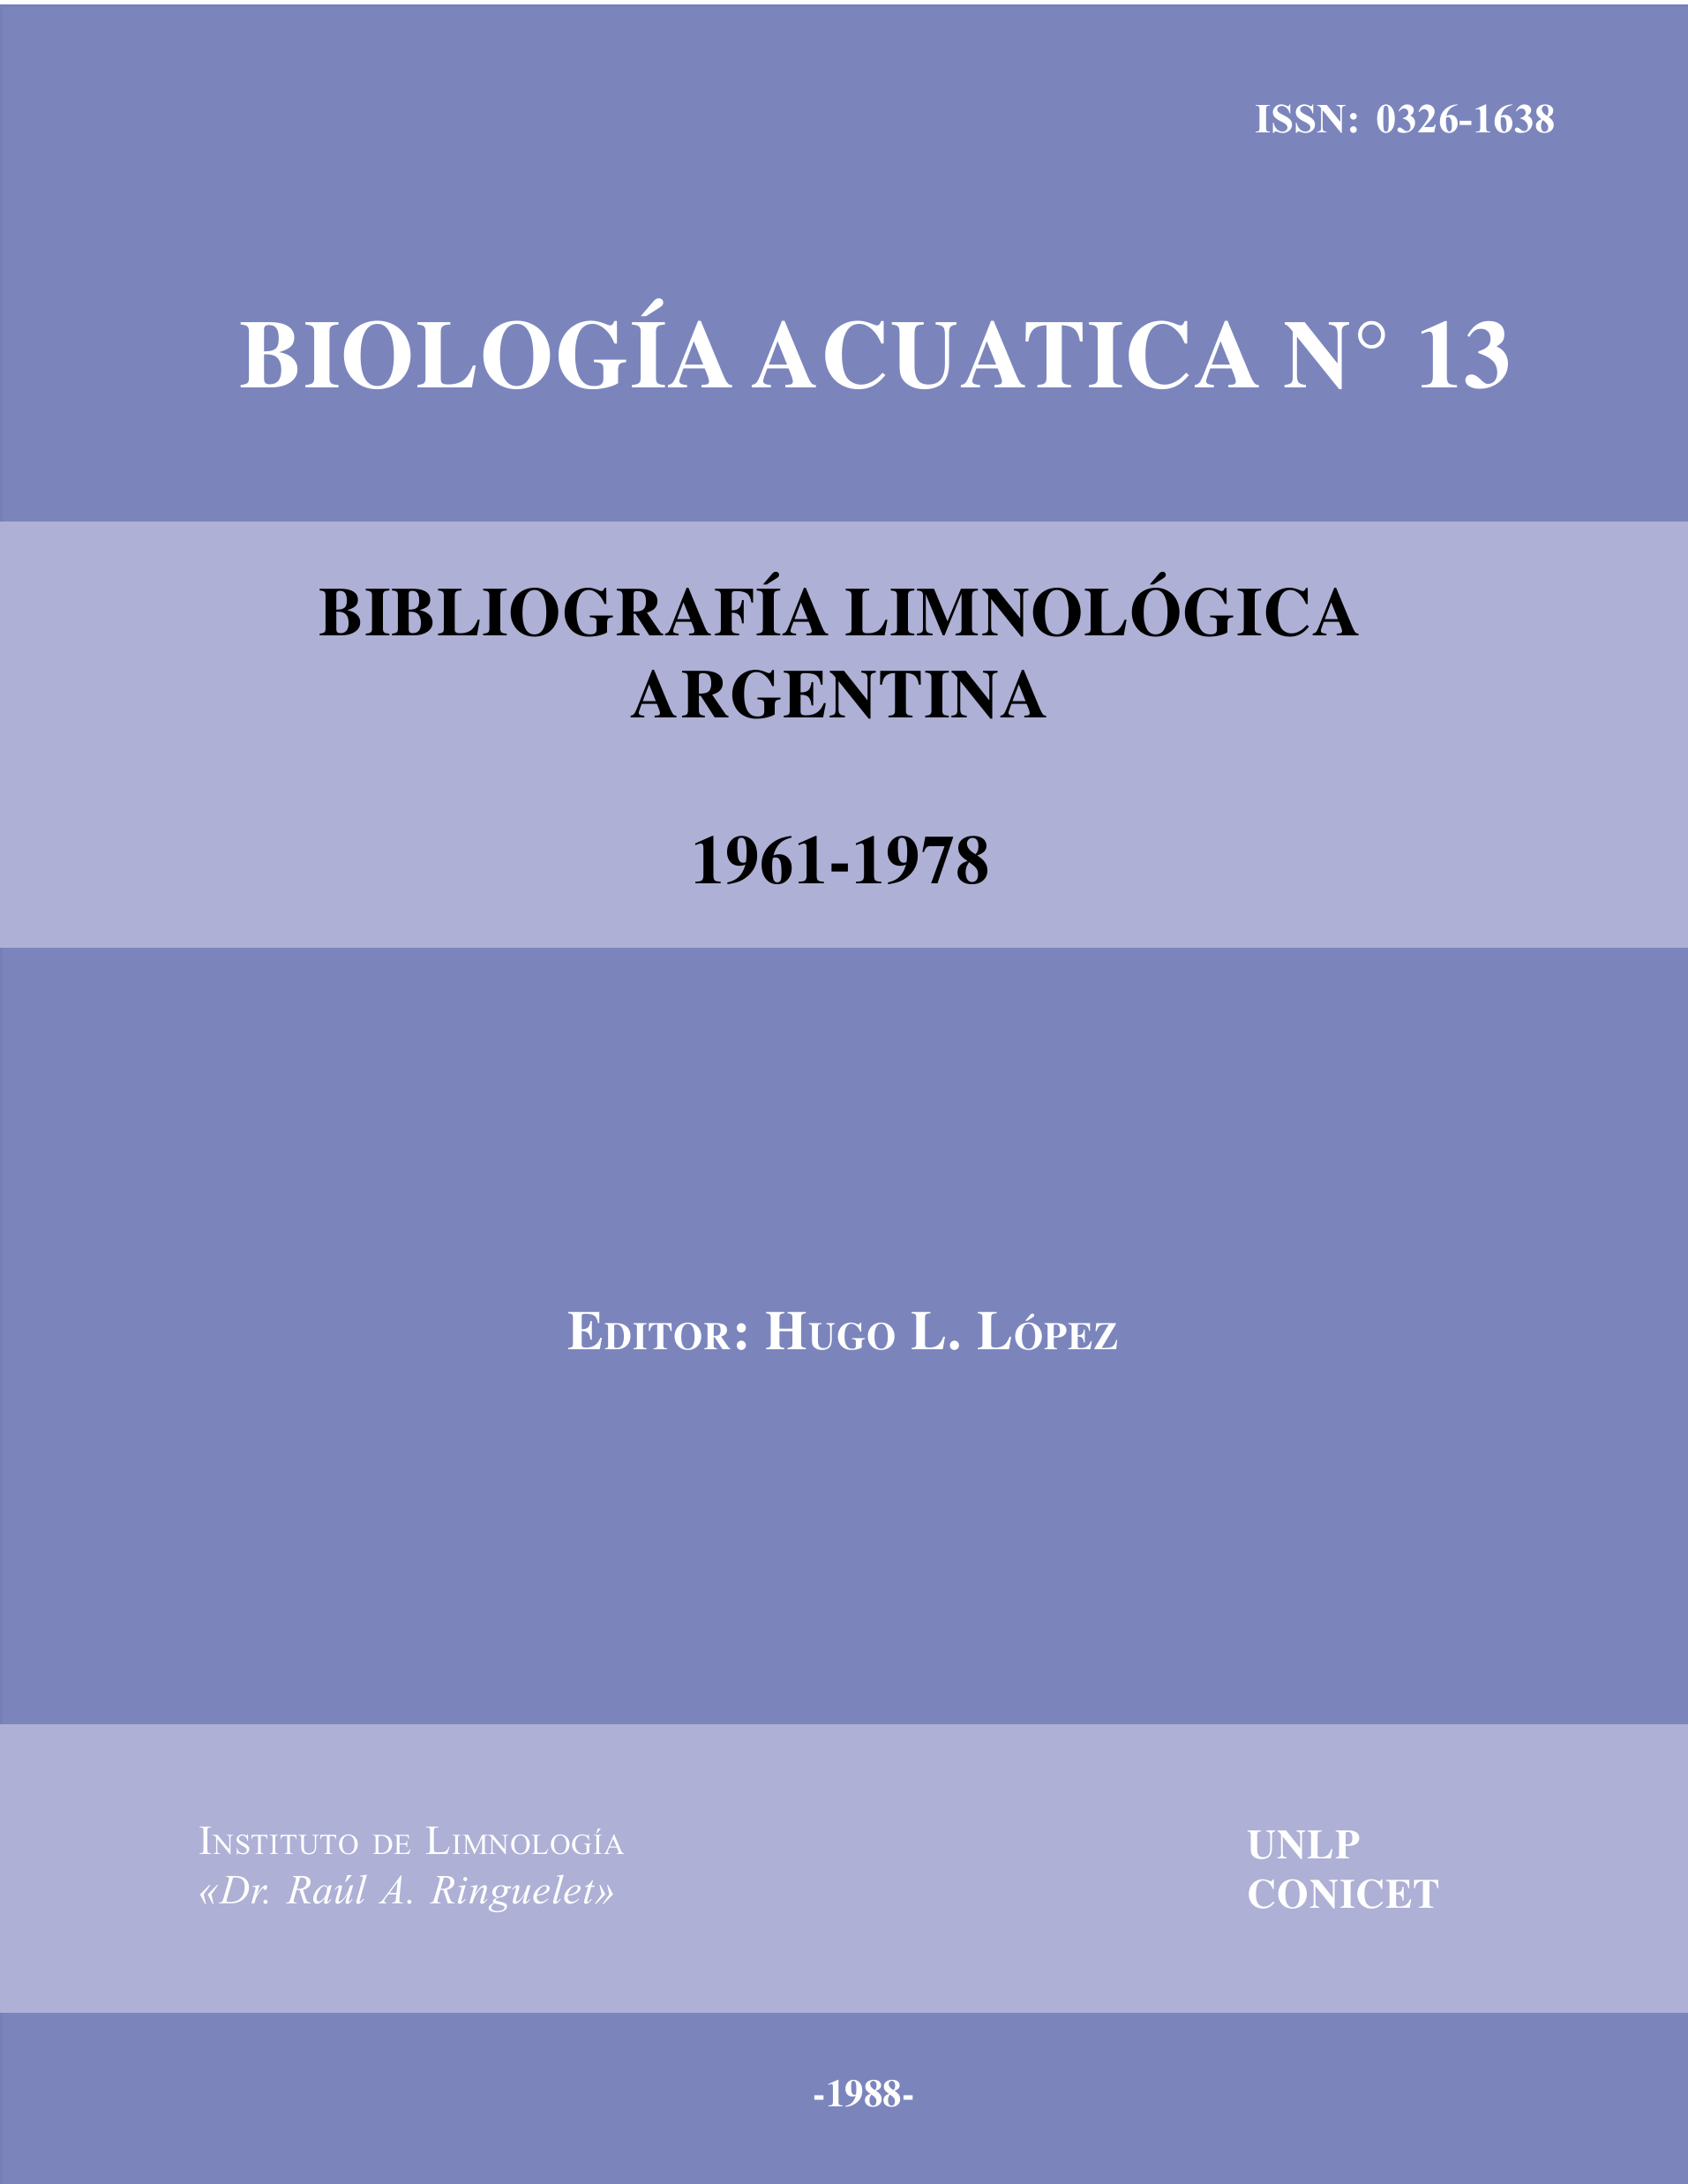 ISSN: 0326-1638
BIOLOGÍA ACUATICA N° 13
BIBLIOGRAFÍA LIMNOLÓGICA
ARGENTINA
1961-1978
EDITOR: HUGO L. LÓPEZ
INSTITUTO DE LIMNOLOGÍA
«Dr. Raúl A. Ringuelet»
UNLP
CONICET
-1988-